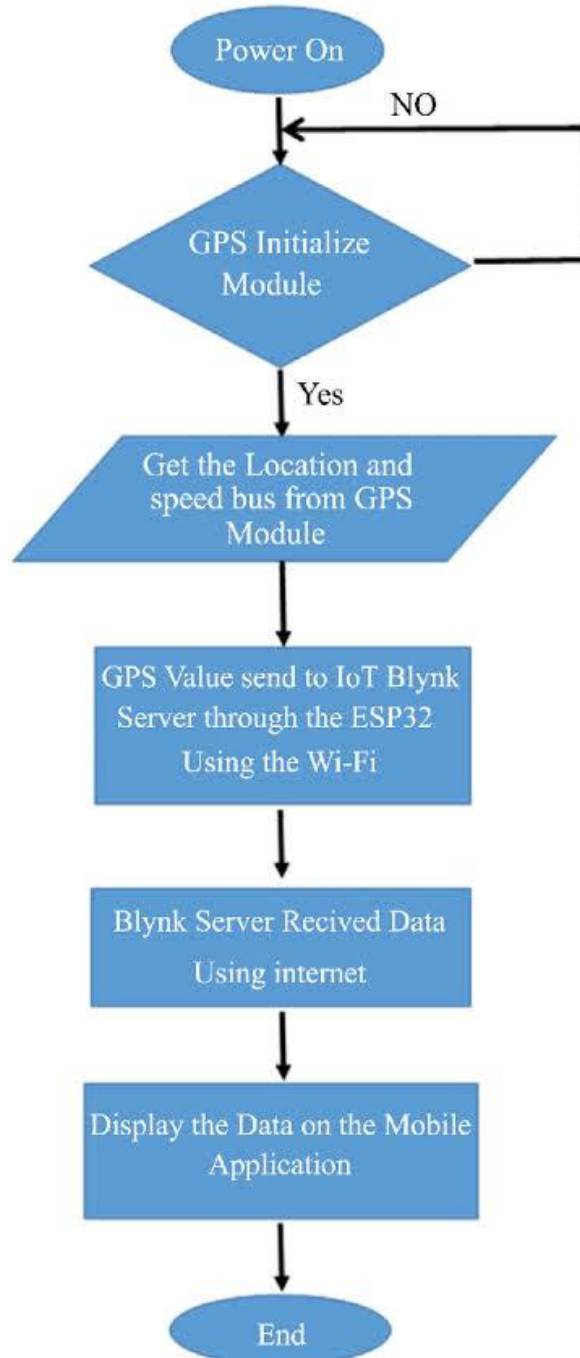 Power On
NO
GPS Initialize
Module
Yes
Get the Location and
speed bus from GPS
Module
GPS Value send to IoT Blynk
Server through the ESP32
Using the Wi-Fi
Blynk Server Recived Data
Using internet
Display the Data on the Mobile
Application
End